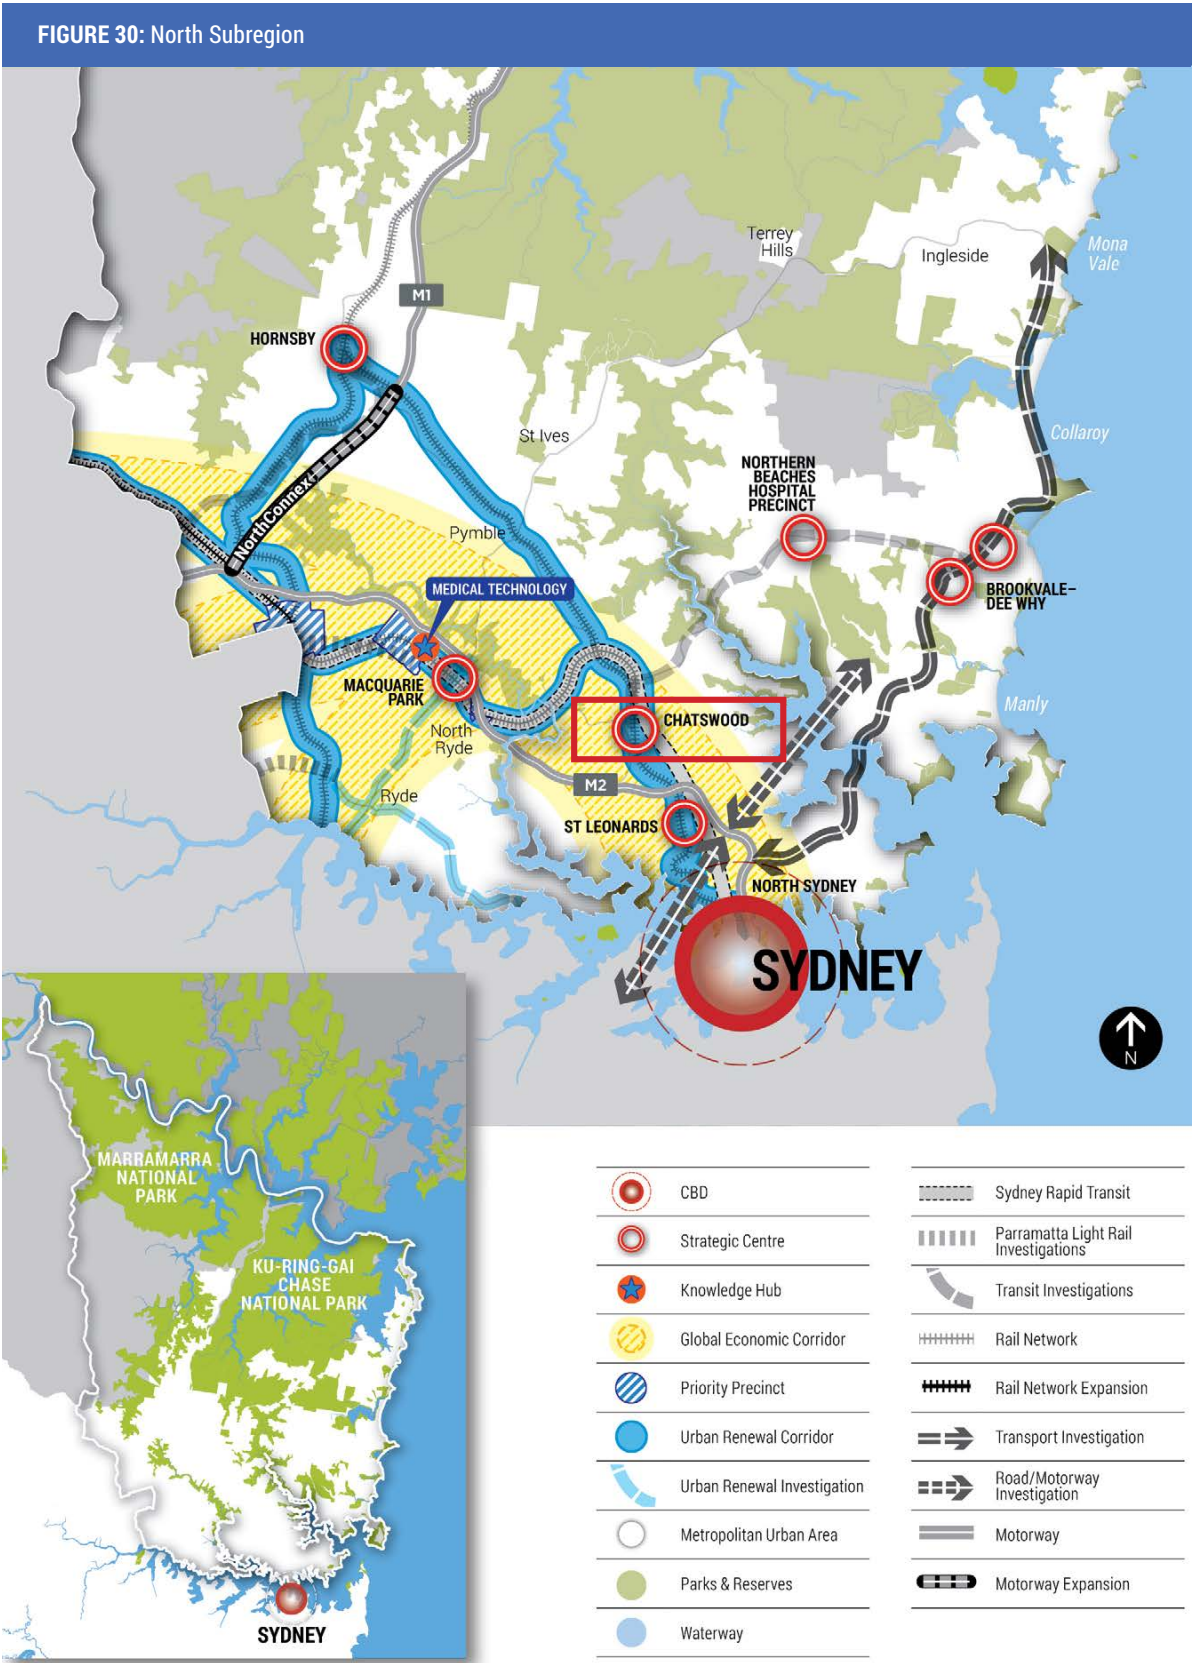 FIGURE 30: North Subregion
Terrey
Hills
Ingleside
Mona
Vale
M1
HORNSBY
St Ives
Collaroy
NORTHERN
BEACHES
HOSPITAL
PRECINCT
NorthConnex
Pymble
MEDICAL TECHNOLOGY
BROOKVALE–
DEE WHY
MACQUARIE
PARK
Manly
CHATSWOOD
North
Ryde
M2
Ryde
ST LEONARDS
NORTH SYDNEY
SYDNEY
N
MARRAMARRA
NATIONAL
PARK
KU-RING-GAI
CHASE
NATIONAL PARK
SYDNEY
CBD
Strategic Centre
Knowledge Hub
Global Economic Corridor
Priority Precinct
Urban Renewal Corridor
Urban Renewal Investigation
Metropolitan Urban Area
Parks & Reserves
Waterway
Sydney Rapid Transit
Parramatta Light Rail
Investigations
Transit Investigations
Rail Network
Rail Network Expansion
Transport Investigation
Road/Motorway
Investigation
Motorway
Motorway Expansion